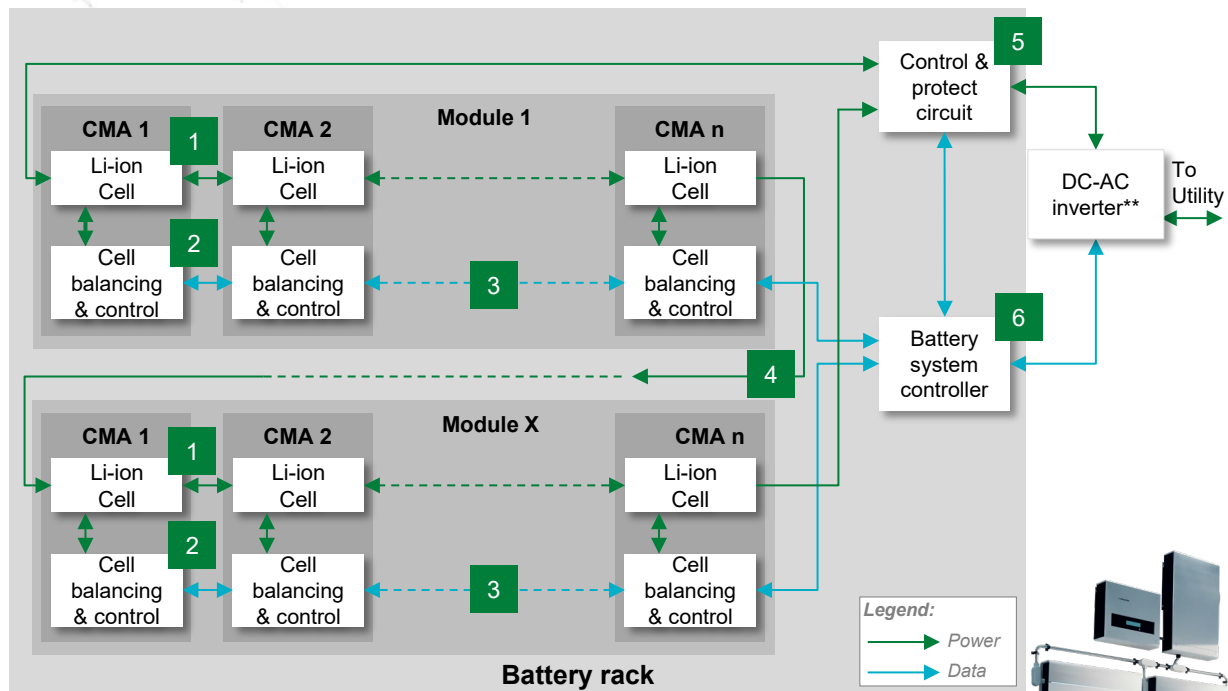 5
Control &
protect
circuit
Module 1
CMA 1
CMA 2
CMA n
1
Li-ion
Cell
Li-ion
Cell
Li-ion
Cell
DC-AC
inverter**
To
Utility
2
Cell
balancing
& control
Cell
balancing
& control
3
Cell
balancing
& control
6
Battery
system
controller
4
Module X
CMA 1
CMA 2
CMA n
1
Li-ion
Cell
Li-ion
Cell
Li-ion
Cell
2
Cell
balancing
& control
Cell
balancing
& control
3
Cell
balancing
& control
Legend:
Power
Data
Battery rack